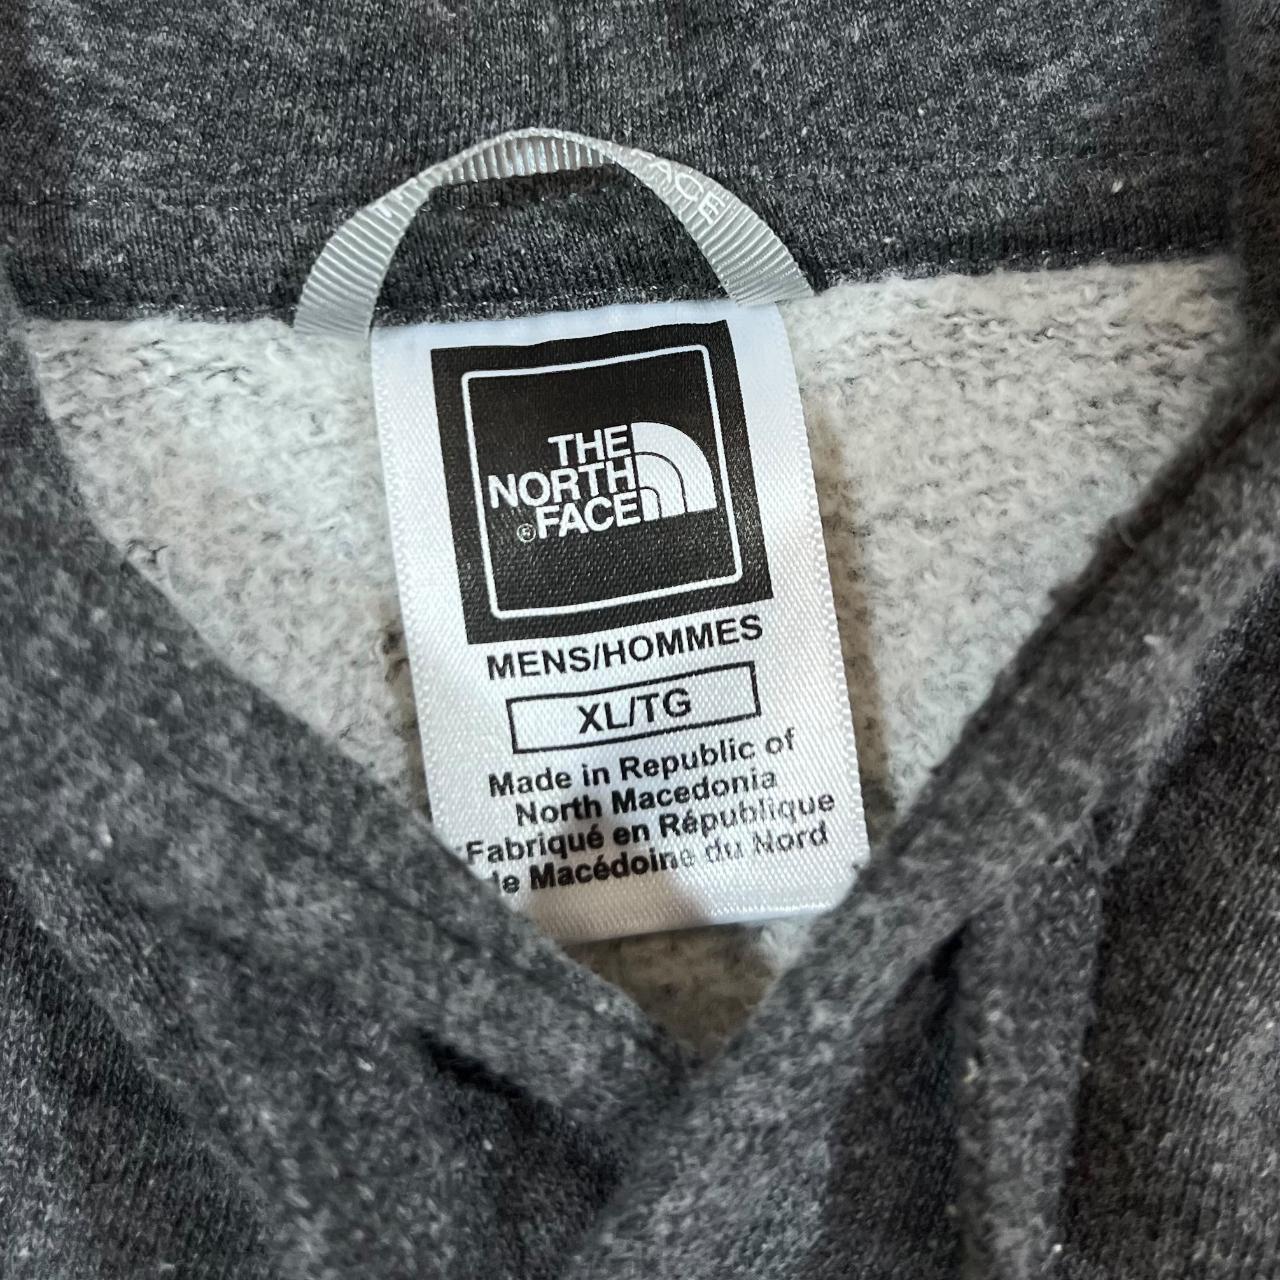 FACE
THE
NORTH
®FACE
MENS/HOMMES
XL/TG
Made in Republic of
North Macedonia
Fabriqué en République
de Macédoine du Nord